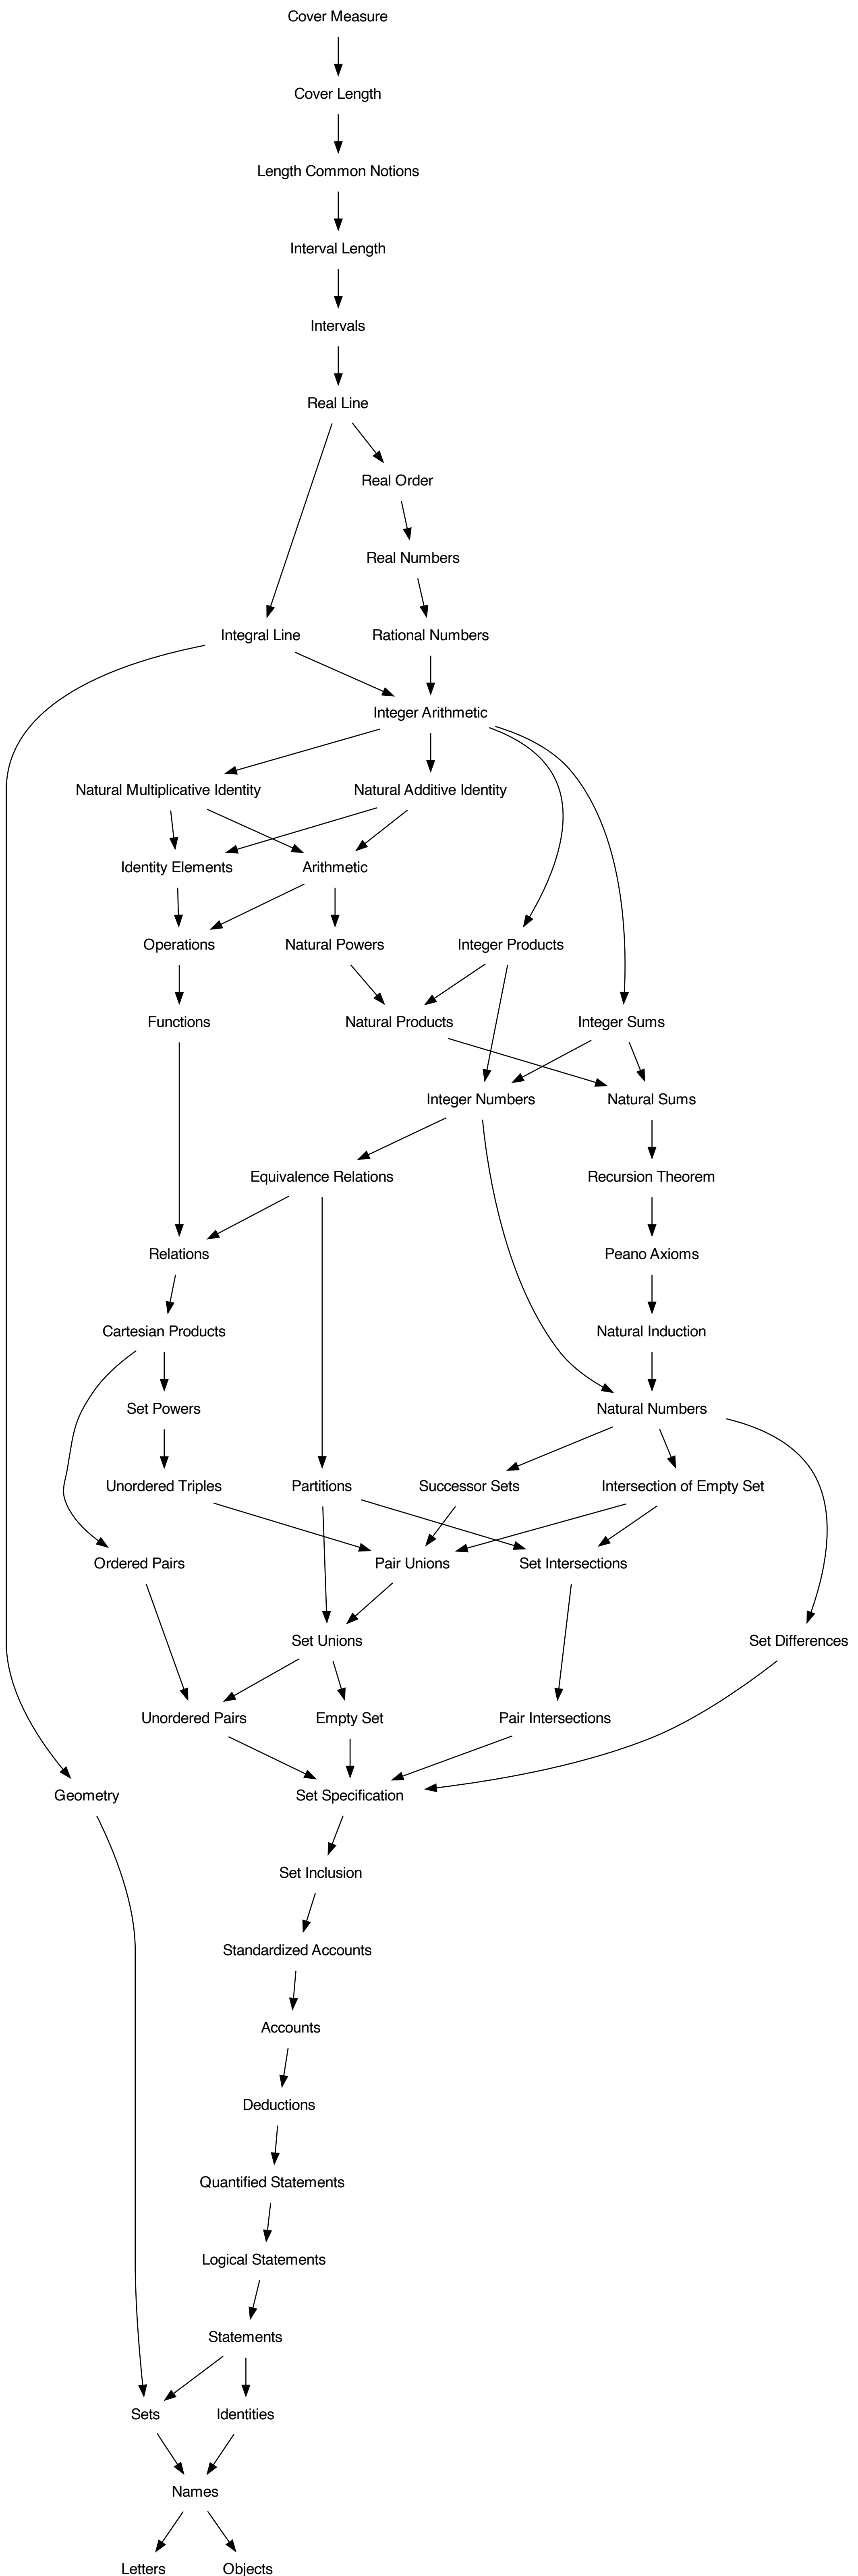 Cover Measure
Cover Length
Length Common Notions
Interval Length
Intervals
Real Line
Real Order
Real Numbers
Integral Line
Rational Numbers
Integer Arithmetic
Natural Multiplicative Identity
Natural Additive Identity
Identity Elements
Arithmetic
Operations
Natural Powers
Integer Products
Functions
Natural Products
Integer Sums
Integer Numbers
Natural Sums
Equivalence Relations
Recursion Theorem
Relations
Peano Axioms
Cartesian Products
Natural Induction
Set Powers
Natural Numbers
Unordered Triples
Partitions
Successor Sets
Intersection of Empty Set
Ordered Pairs
Pair Unions
Set Intersections
Set Unions
Set Differences
Unordered Pairs
Empty Set
Pair Intersections
Geometry
Set Specification
Set Inclusion
Standardized Accounts
Accounts
Deductions
Quantified Statements
Logical Statements
Statements
Sets
Identities
Names
Letters
Objects